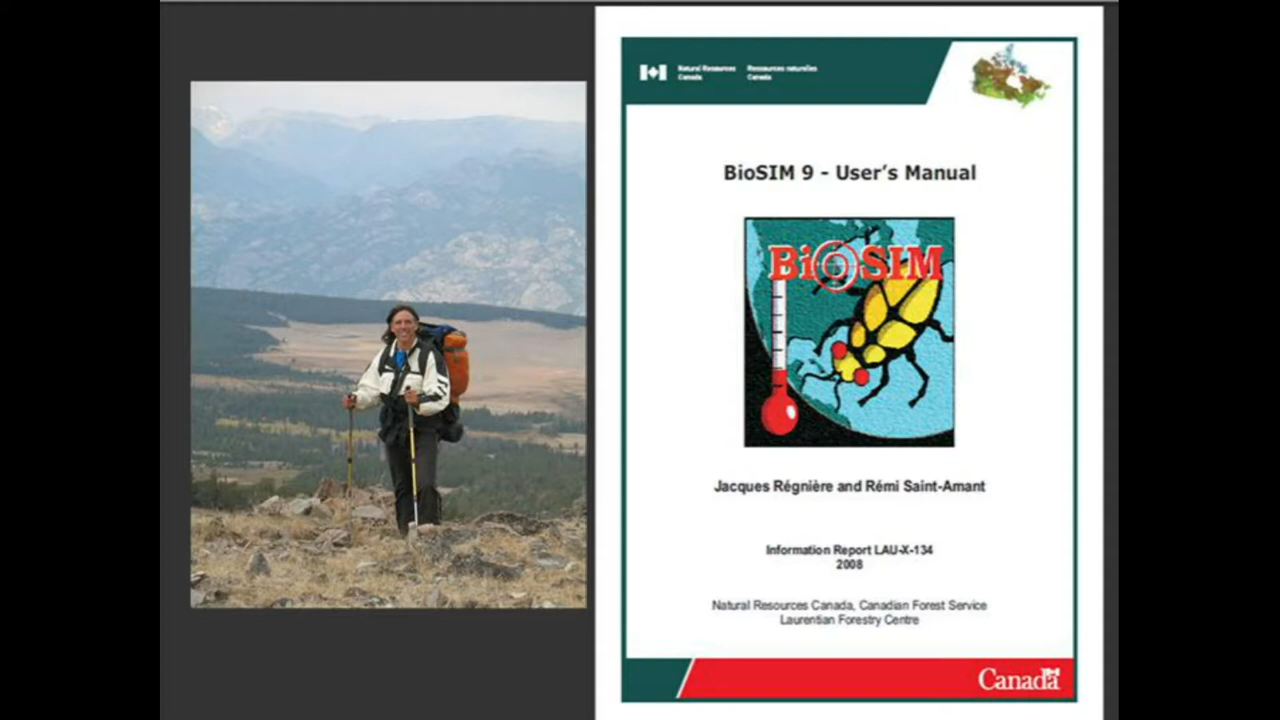 Natural Resources Canada
Ressources naturelles Canada
BioSIM 9 - User's Manual
BiOSIM
Jacques Régnière and Rémi Saint-Amant
Information Report LAU-X-134
2008
Natural Resources Canada, Canadian Forest Service
Laurentian Forestry Centre
Canada